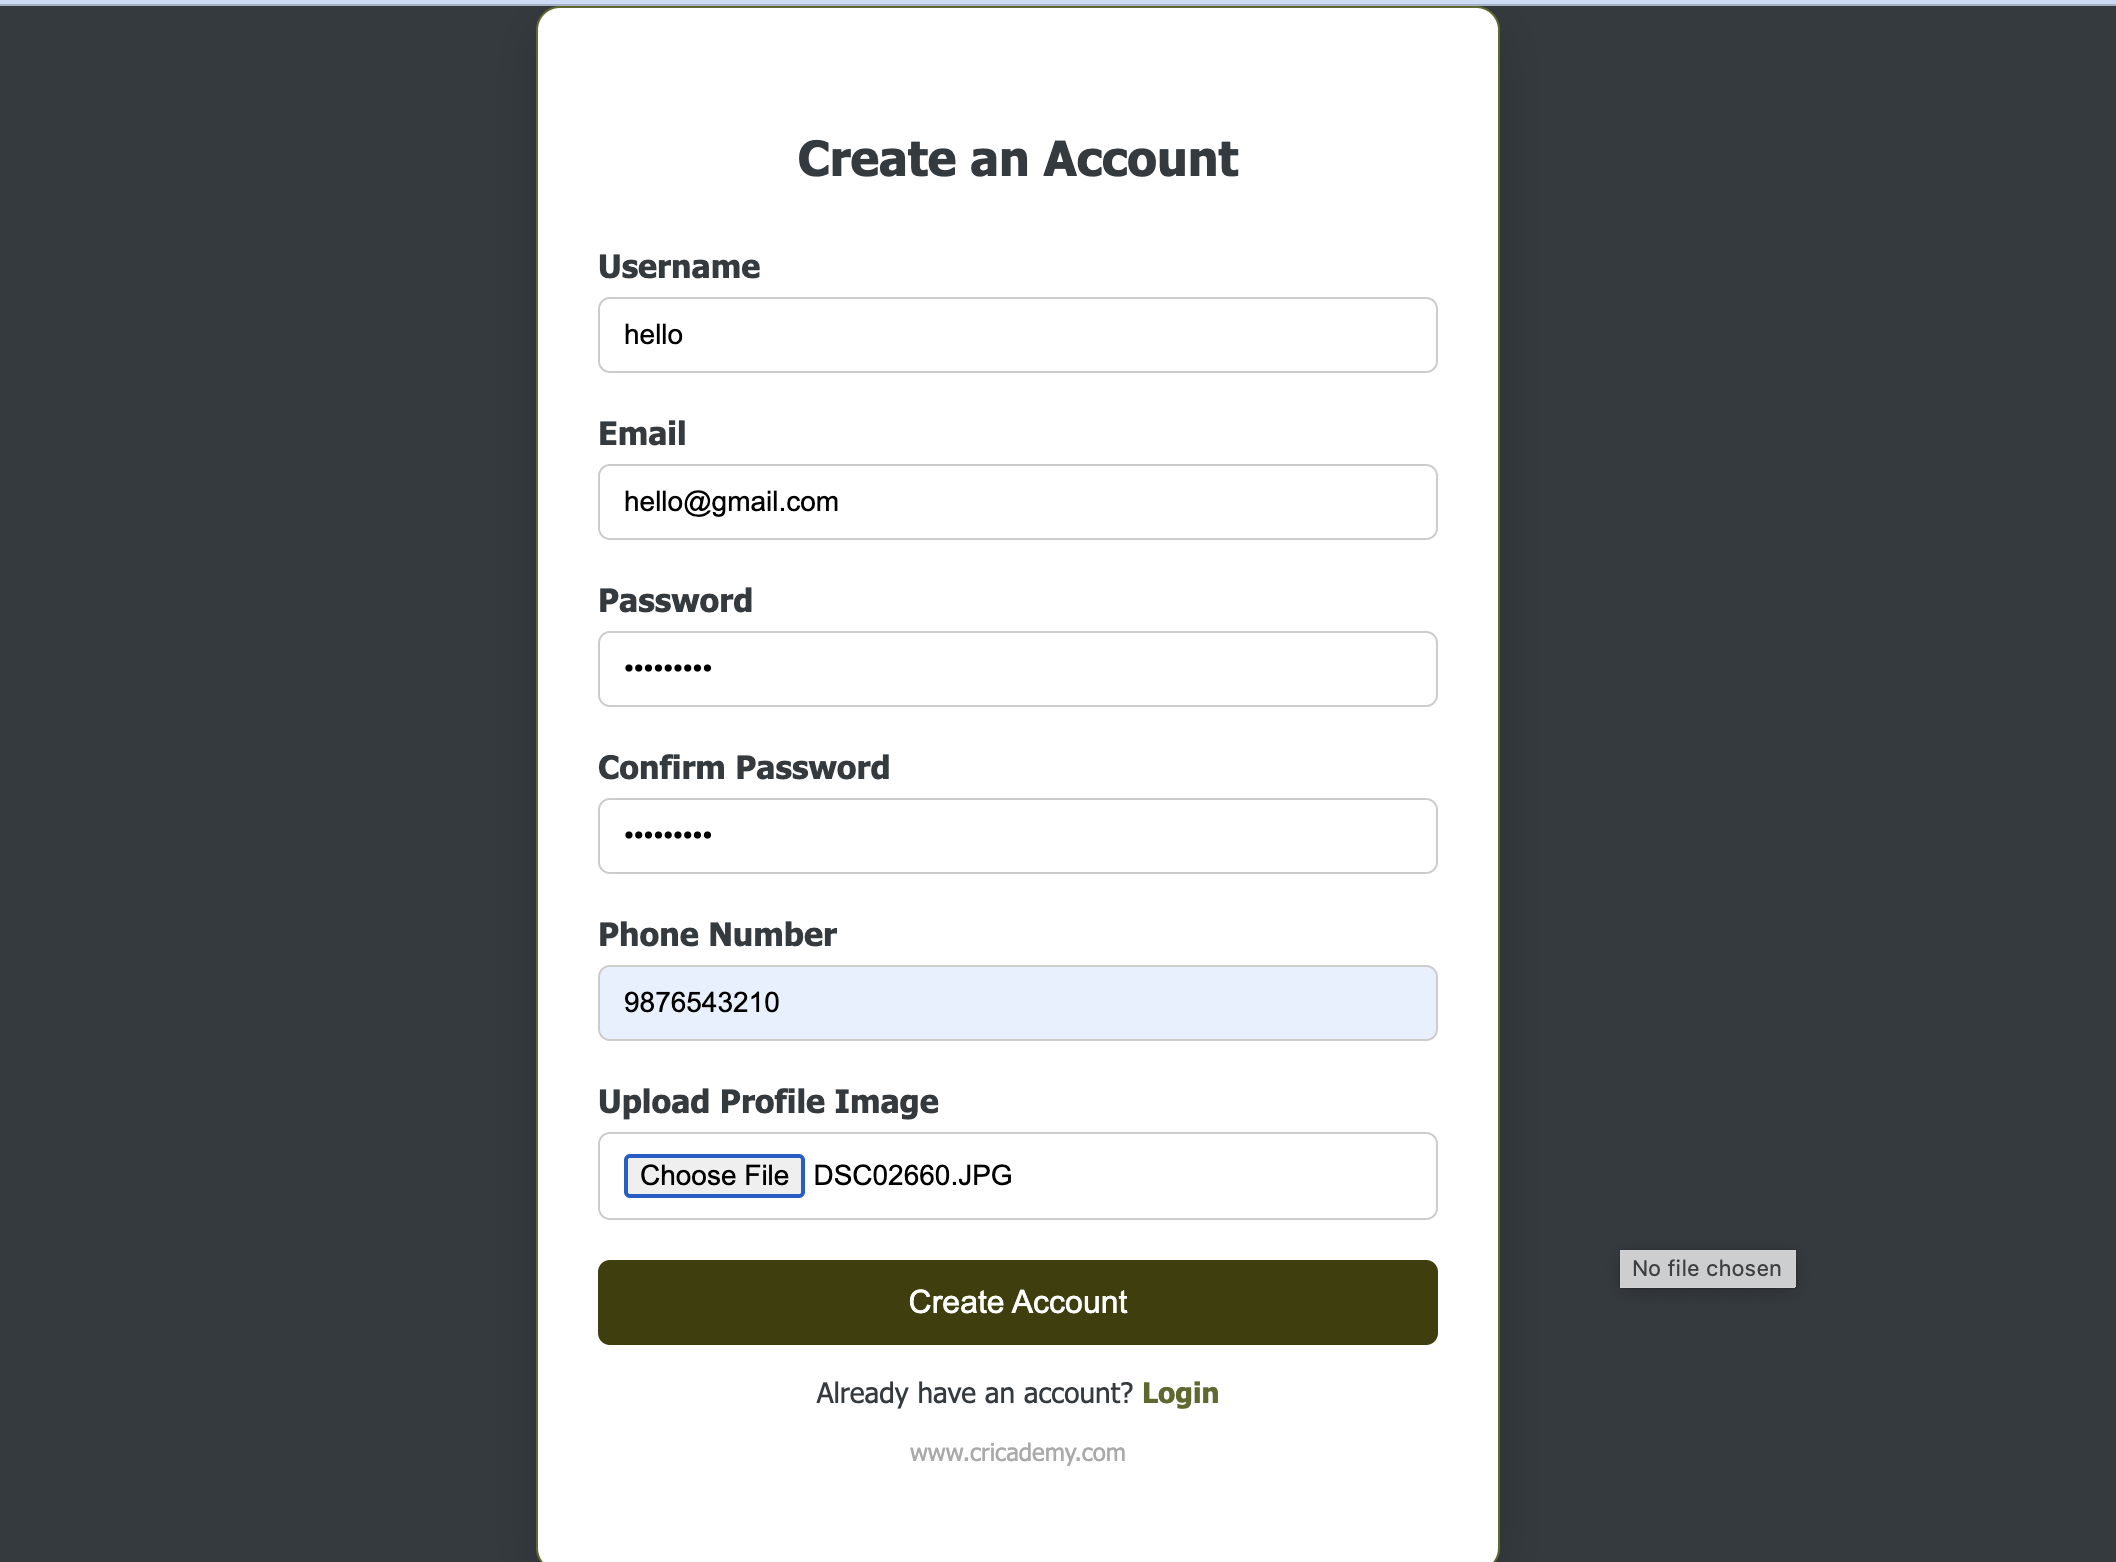 Create an Account
Username
hello
Email
hello@gmail.com
Password
•••••••••
Confirm Password
•••••••••
Phone Number
9876543210
Upload Profile Image
Choose File DSC02660.JPG
No file chosen
Create Account
Already have an account? Login
www.cricademy.com